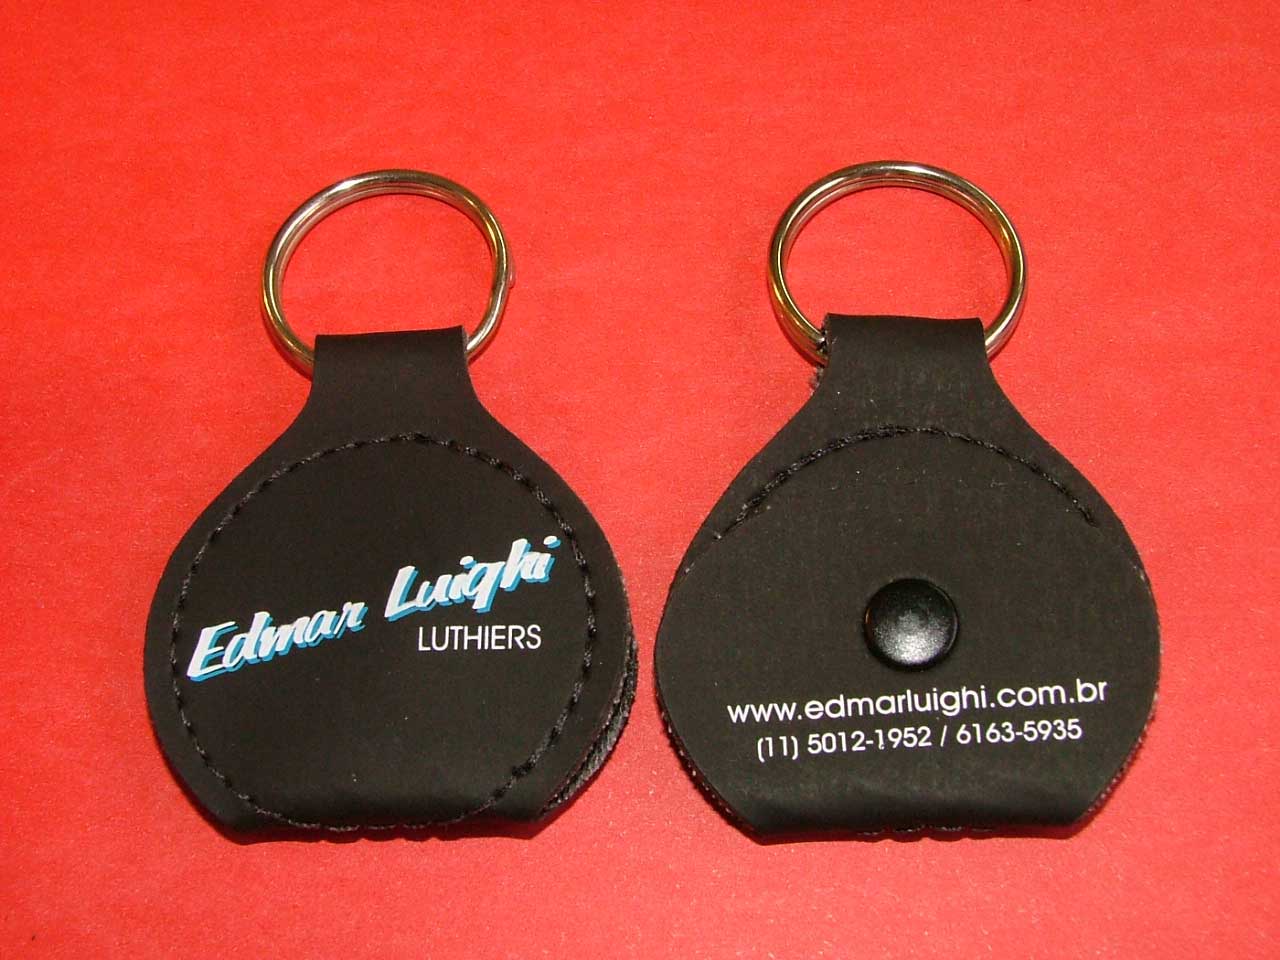 Edmar Luighi
LUTHIERS
www.edmarluighi.com.br
(11) 5012-1952 / 6163-5935